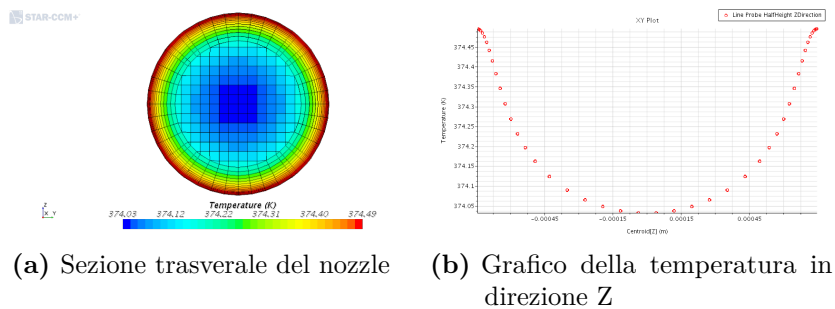 STAR-CCM+
Z
X Y
Temperature (K)
374.03 374.12 374.22 374.31 374.40 374.49
XY Plot
Line Probe HalfHeight ZDirection
Temperature (K)
374.45
374.4
374.35
374.3
374.25
374.2
374.15
374.1
374.05
-0.00045 -0.00015 0.00015 0.00045
Centroid[Z] (m)
(a) Sezione trasverale del nozzle
(b) Grafico della temperatura in
direzione Z